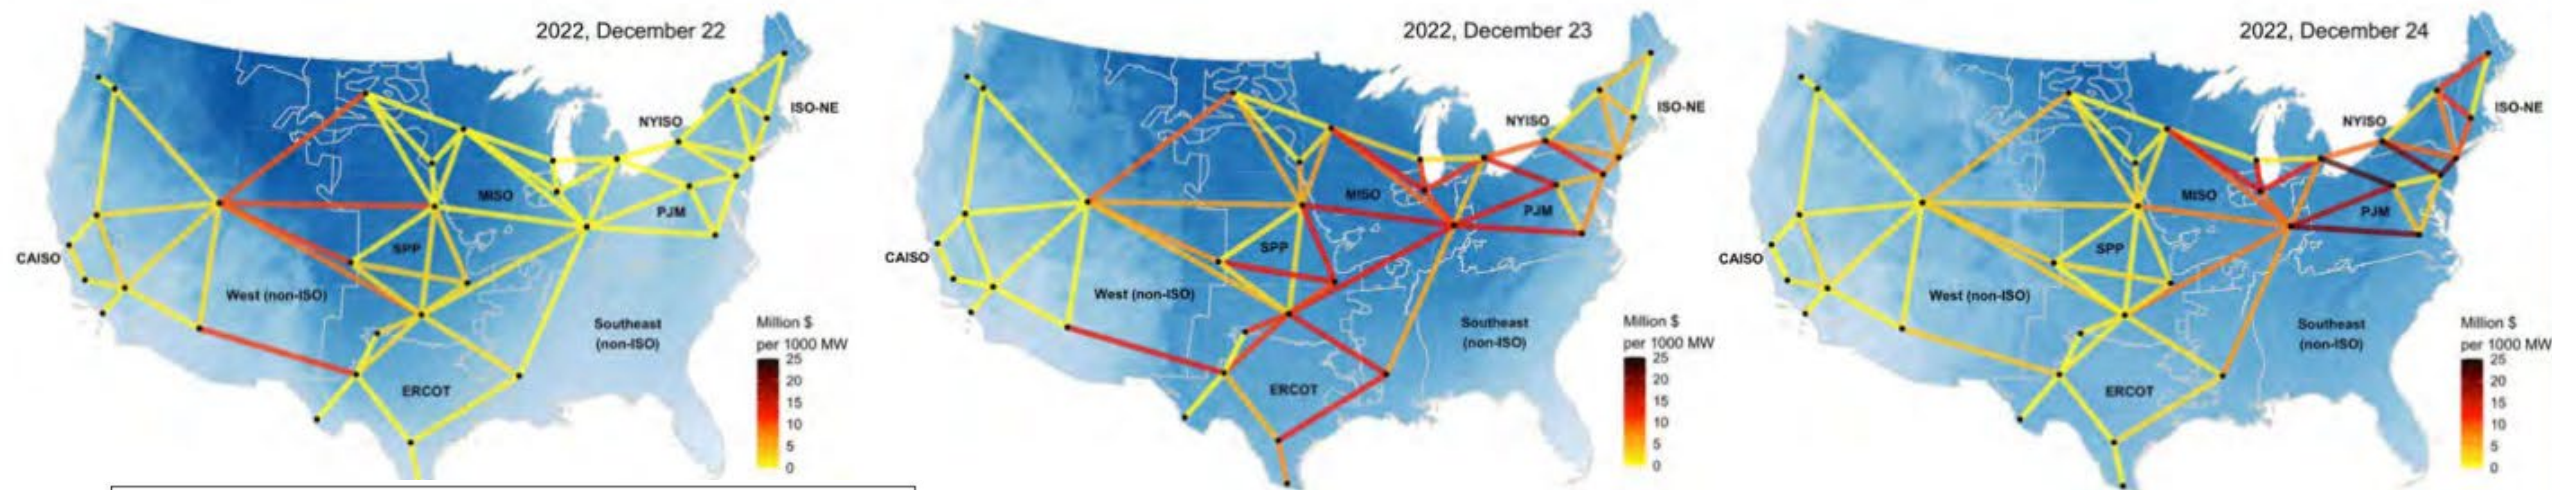 2022, December 22
ISO-NE
NYISO
MISO
PJM
SPP
CAISO
West (non-ISO)
Southeast
(non-ISO)
ERCOT
Million $
per 1000 MW
25
20
15
10
5
0
2022, December 23
ISO-NE
NYISO
MISO
PJM
SPP
CAISO
West (non-ISO)
Southeast
(non-ISO)
ERCOT
Million $
per 1000 MW
25
20
15
10
5
0
2022, December 24
ISO-NE
NYISO
MISO
PJM
SPP
CAISO
West (non-ISO)
Southeast
(non-ISO)
ERCOT
Million $
per 1000 MW
25
20
15
10
5
0